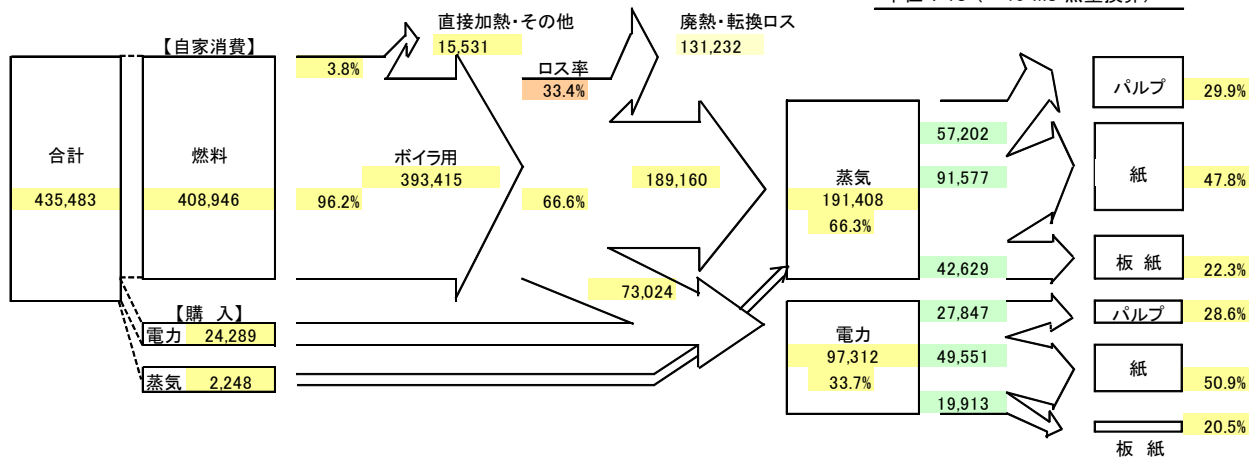 【自家消費】
合計
435,483
燃料
408,946
3.8%
96.2%
直接加熱・その他
15,531
ボイラ用
393,415
ロス率
33.4%
66.6%
廃熱・転換ロス
131,232
189,160
73,024
【購 入】
電力 24,289
蒸気 2,248
蒸気
191,408
66.3%
57,202
91,577
42,629
パルプ 29.9%
紙 47.8%
板 紙 22.3%
電力
97,312
33.7%
27,847
49,551
19,913
パルプ 28.6%
紙 50.9%
20.5%
板 紙